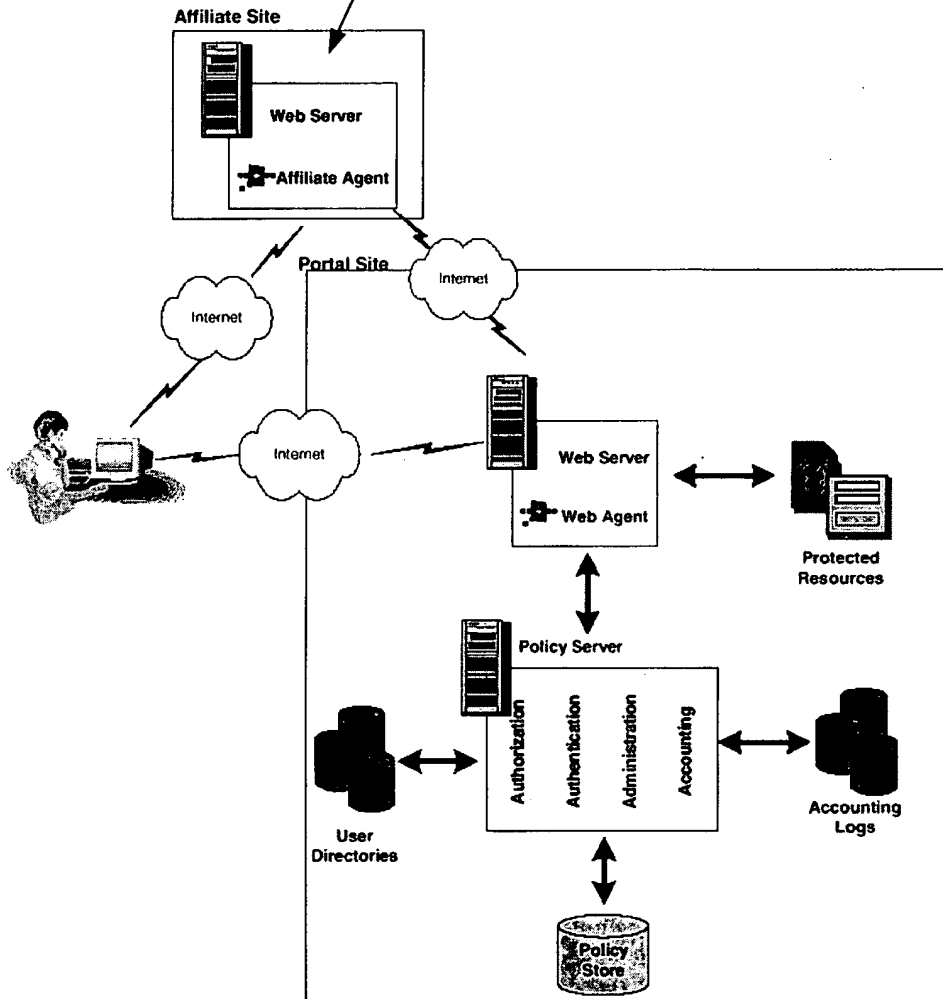 Affiliate Site
Web Server
Affiliate Agent
Portal Site
Internet
Internet
Internet
Web Server
Web Agent
Protected
Resources
Policy Server
Authorization
Authentication
Administration
Accounting
User
Directories
Accounting
Logs
Policy
Store